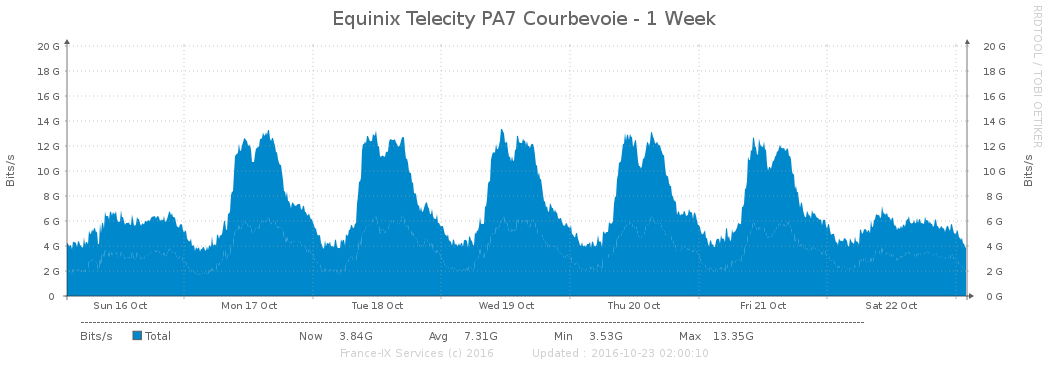 Equinix Telecity PA7 Courbevoie - 1 Week
RRDTOOL / TOBI OETIKER
Bits/s
Bits/s
20 G 20 G
18 G 18 G
16 G 16 G
14 G 14 G
12 G 12 G
10 G 10 G
8 G 8 G
6 G 6 G
4 G 4 G
2 G 2 G
0 0 G
Sun 16 Oct Mon 17 Oct Tue 18 Oct Wed 19 Oct Thu 20 Oct Fri 21 Oct Sat 22 Oct
Bits/s Total Now 3.84G Avg 7.31G Min 3.53G Max 13.35G
France-IX Services (c) 2016 Updated : 2016-10-23 02:00:10